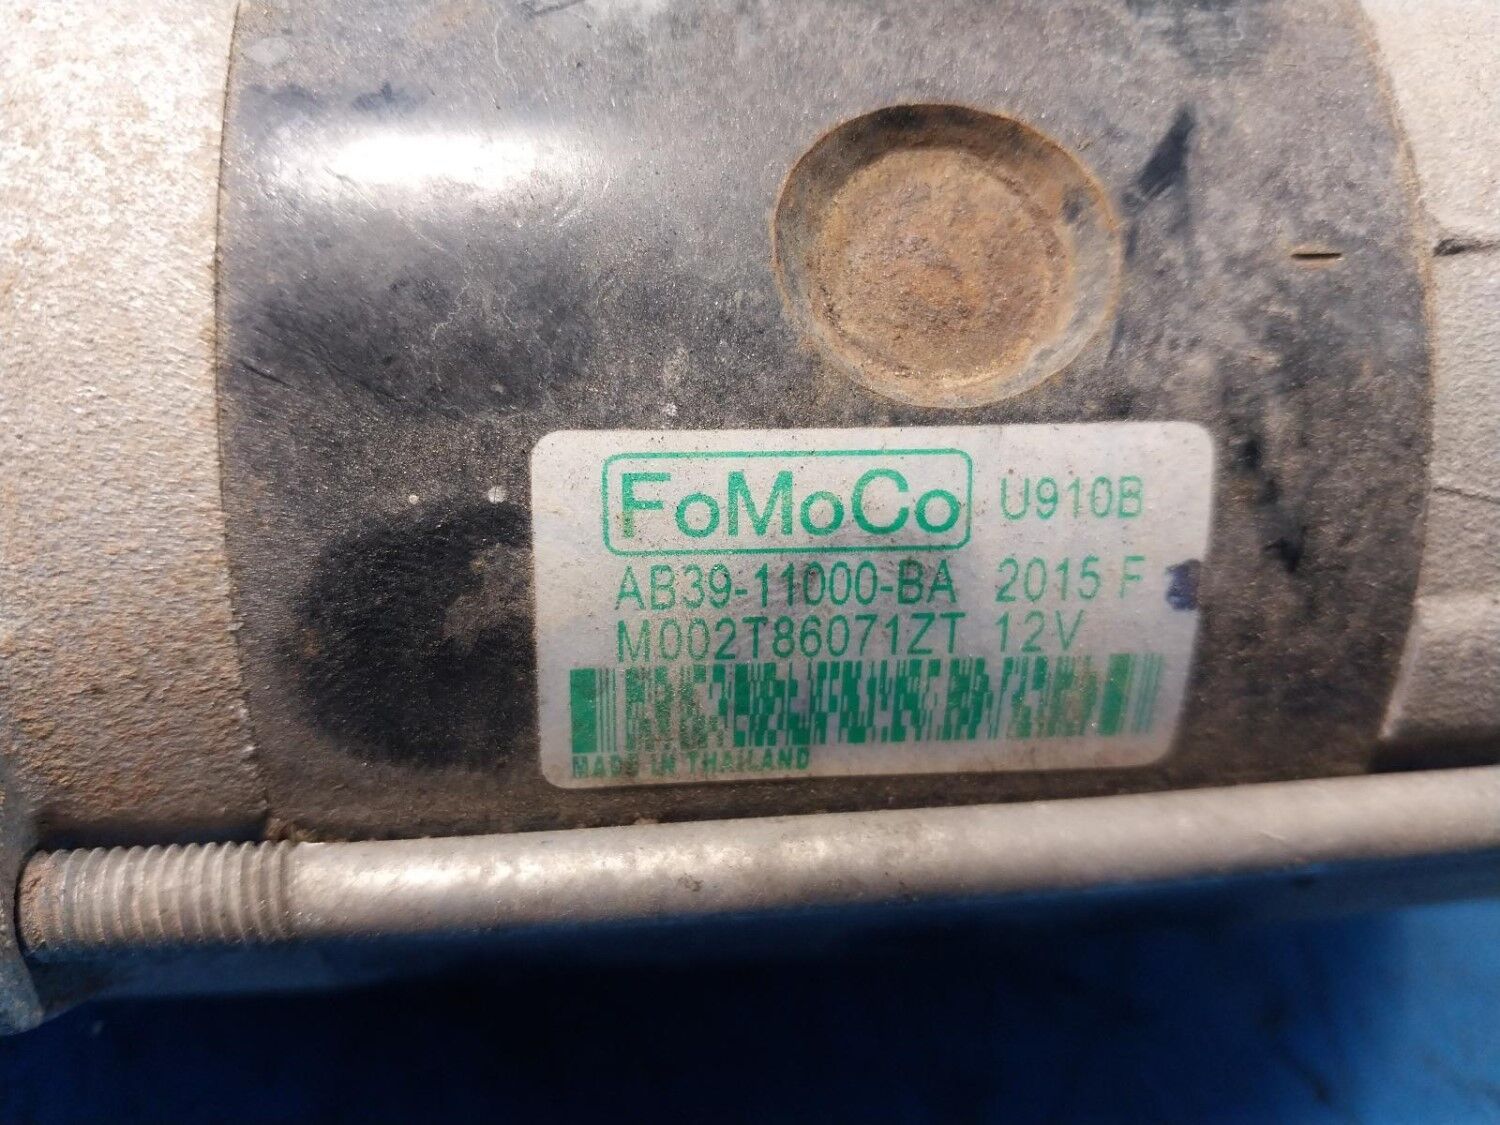 FoMoCo U910B
AB39-11000-BA 2015 F
M002T86071ZT 12V
MADE IN THAILAND